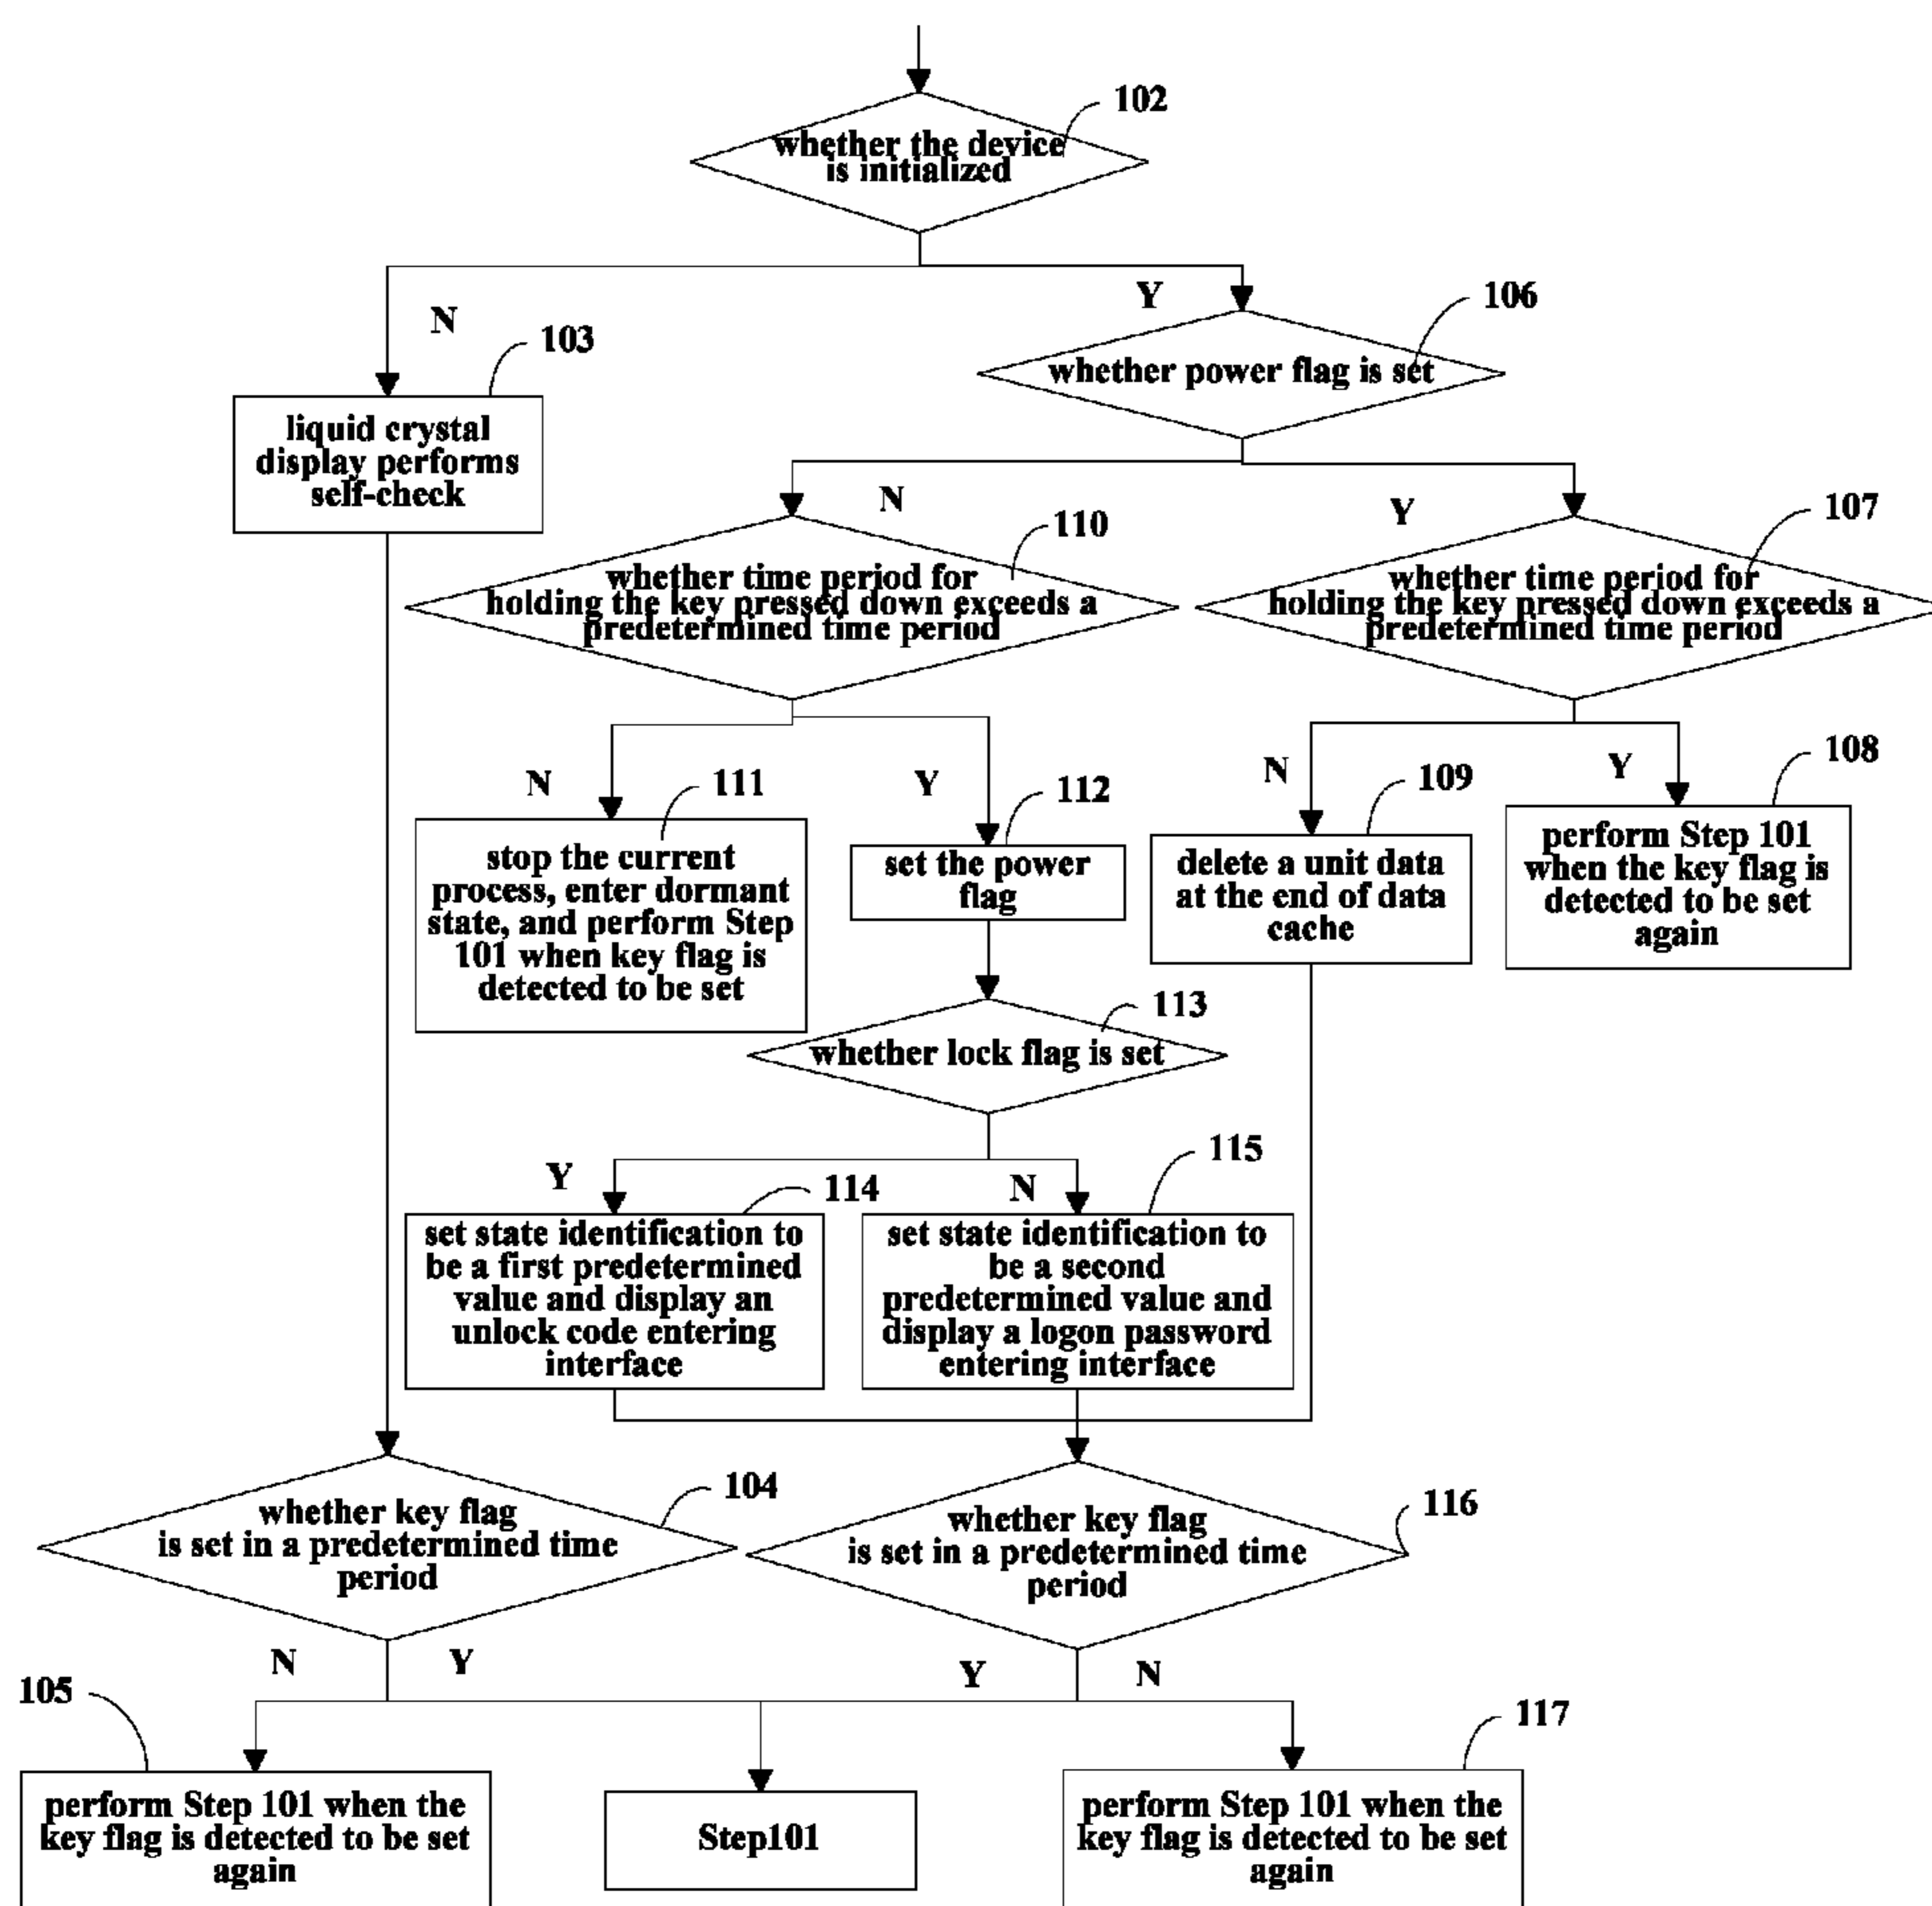 102
whether the device
is initialized
Y
106
N
103
whether power flag is set
liquid crystal
display performs
self-check
N
Y
107
110
whether time period for
holding the key pressed down exceeds a
predetermined time period
whether time period for
holding the key pressed down exceeds a
predetermined time period
N
111
Y
112
N
109
Y
108
stop the current
process, enter dormant
state, and perform Step
101 when key flag is
detected to be set
set the power
flag
delete a unit data
at the end of data
cache
perform Step 101
when the key flag is
detected to be set
again
113
whether lock flag is set
Y
114
N
115
set state identification to
be a first predetermined
value and display an
unlock code entering
interface
set state identification to
be a second
predetermined value and
display a logon password
entering interface
104
whether key flag
is set in a predetermined time
period
116
whether key flag
is set in a predetermined time
period
N
Y
Y
N
105
117
perform Step 101 when the
key flag is detected to be set
again
Step101
perform Step 101 when the
key flag is detected to be set
again